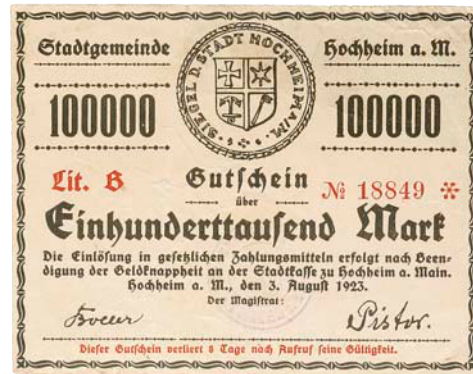 Stadtgemeinde
Hochheim a. M.
SIEGEL D. STADT HOCHHEIM A/M.
100000
100000
Lit. B
Gutschein
№ 18849 *
über
Einhunderttausend Mark
Die Einlösung in gesetzlichen Zahlungsmitteln erfolgt nach Been-
digung der Geldknappheit an der Stadtkasse zu Hochheim a. Main.
Hochheim a. M., den 3. August 1923.
Der Magistrat:
Pistor.
Dieser Gutschein verliert 8 Tage nach Aufruf seine Gültigkeit.